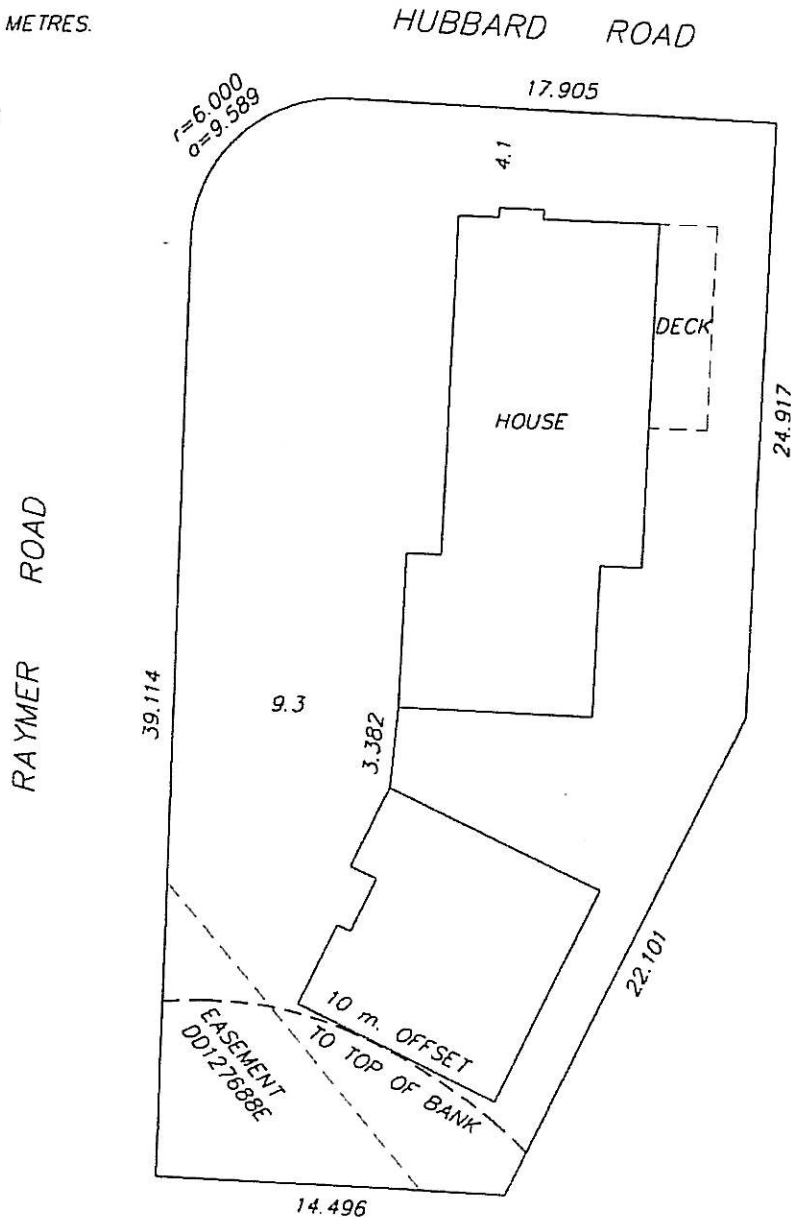 METRES.
HUBBARD ROAD
17.905
r=6.000
a=9.589
4.1
DECK
HOUSE
24.917
RAYMER ROAD
39.114
9.3
3.382
22.101
10 m. OFFSET
TO TOP OF BANK
EASEMENT
DD127688E
14.496